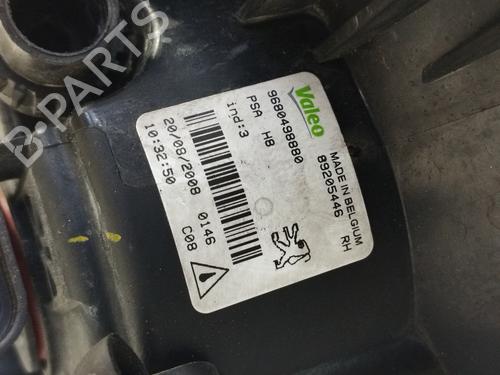 B-PARTS
Valeo
MADE IN BELGIUM
9680498880 89205446 RH
PSA H8
ind:3
20/08/2008 0146 C08
10:32:50